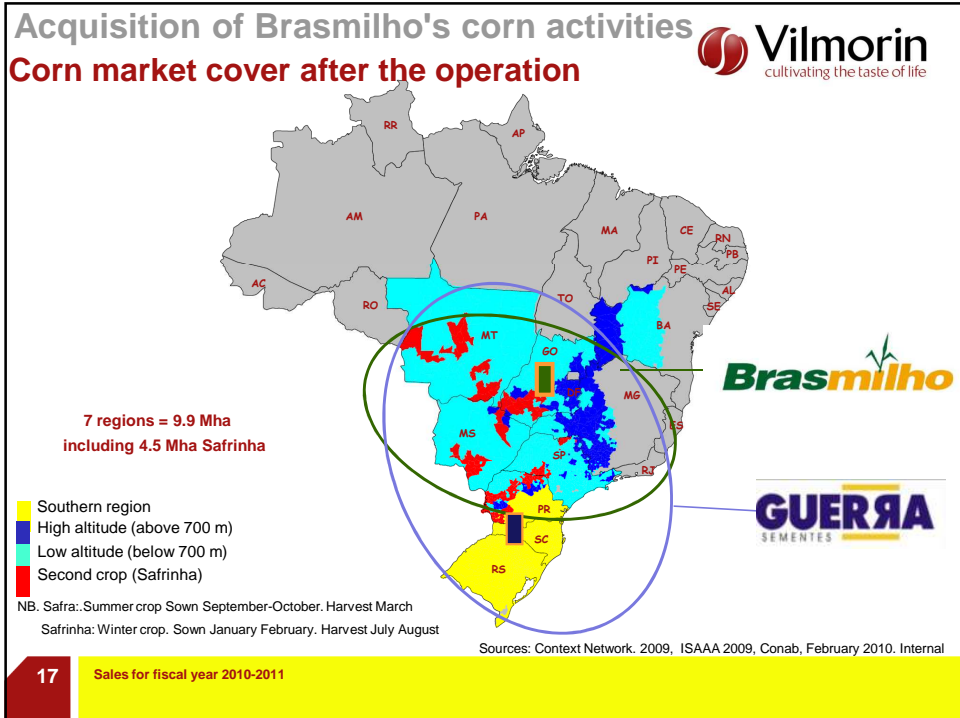 Acquisition of Brasmilho's corn activities
Corn market cover after the operation
Vilmorin
cultivating the taste of life
RR
AP
AM
PA
MA
CE
RN
PB
PI
PE
AC
AL
SE
RO
TO
BA
MT
GO
DF
MG
ES
MS
SP
RJ
PR
SC
RS
Brasmilho
7 regions = 9.9 Mha
including 4.5 Mha Safrinha
GUERRA
SEMENTES
Southern region
High altitude (above 700 m)
Low altitude (below 700 m)
Second crop (Safrinha)
NB. Safra:.Summer crop Sown September-October. Harvest March
Safrinha: Winter crop. Sown January February. Harvest July August
Sources: Context Network. 2009, ISAAA 2009, Conab, February 2010. Internal
17
Sales for fiscal year 2010-2011